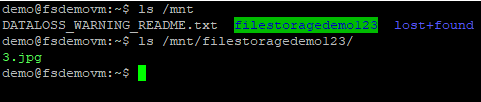 demo@fsdemovm:~$ ls /mnt
DATALOSS_WARNING_README.txt filestoragedemo123 lost+found
demo@fsdemovm:~$ ls /mnt/filestoragedemo123/
3.jpg
demo@fsdemovm:~$